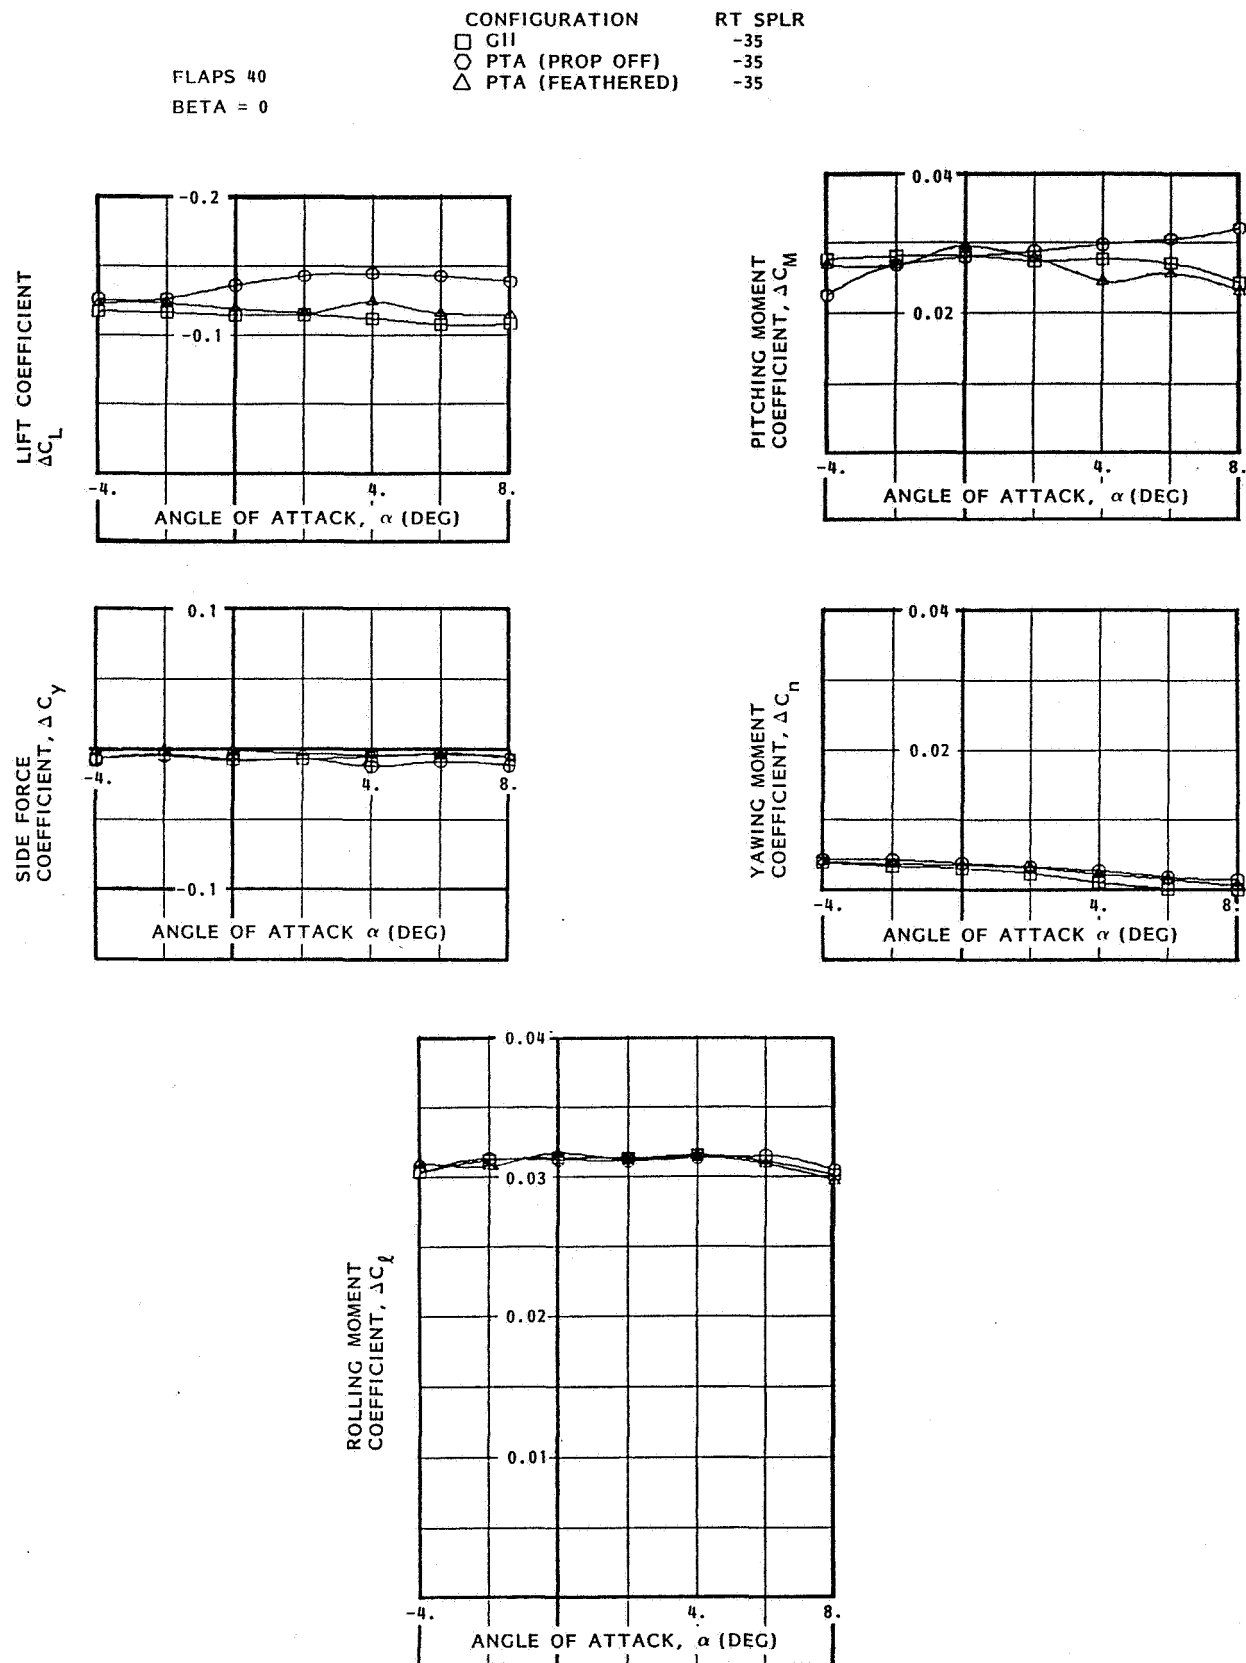 CONFIGURATION RT SPLR
GII -35
PTA (PROP OFF) -35
PTA (FEATHERED) -35
FLAPS 40
BETA = 0
LIFT COEFFICIENT
ΔC_L
-0.2
-0.1
-4. 4. 8.
ANGLE OF ATTACK, α (DEG)
PITCHING MOMENT
COEFFICIENT, ΔC_M
0.04
0.02
-4. 4. 8.
ANGLE OF ATTACK, α (DEG)
SIDE FORCE
COEFFICIENT, ΔC_y
0.1
-4. 4. 8.
-0.1
ANGLE OF ATTACK α (DEG)
YAWING MOMENT
COEFFICIENT, ΔC_n
0.04
0.02
-4. 4. 8.
ANGLE OF ATTACK α (DEG)
ROLLING MOMENT
COEFFICIENT, ΔC_ℓ
0.04
0.03
0.02
0.01
-4. 4. 8.
ANGLE OF ATTACK, α (DEG)